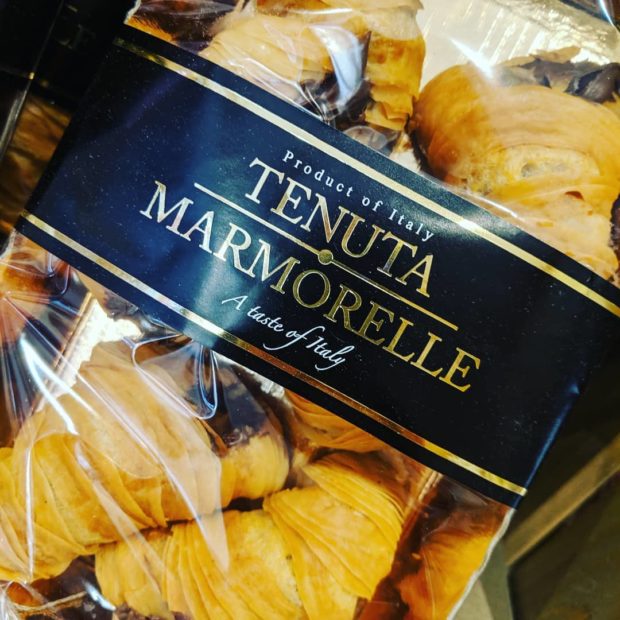 Product of Italy
TENUTA
MARMORELLE
A taste of Italy